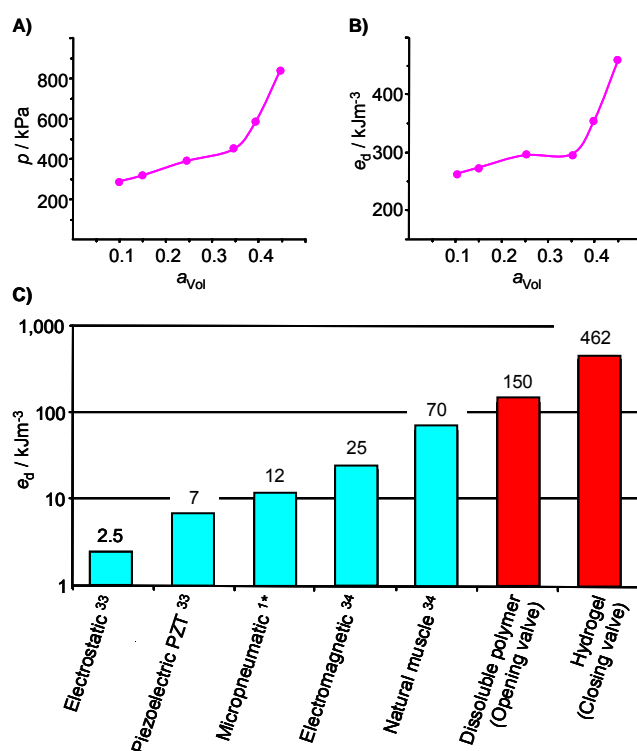 A)
p / kPa
800
600
400
200
0.1 0.2 0.3 0.4
aVol
B)
ed / kJm-3
400
300
200
0.1 0.2 0.3 0.4
aVol
C)
ed / kJm-3
1,000
100
10
1
2.5
7
12
25
70
150
462
Electrostatic 33
Piezoelectric PZT 33
Micropneumatic 1*
Electromagnetic 34
Natural muscle 34
Dissoluble polymer
(Opening valve)
Hydrogel
(Closing valve)